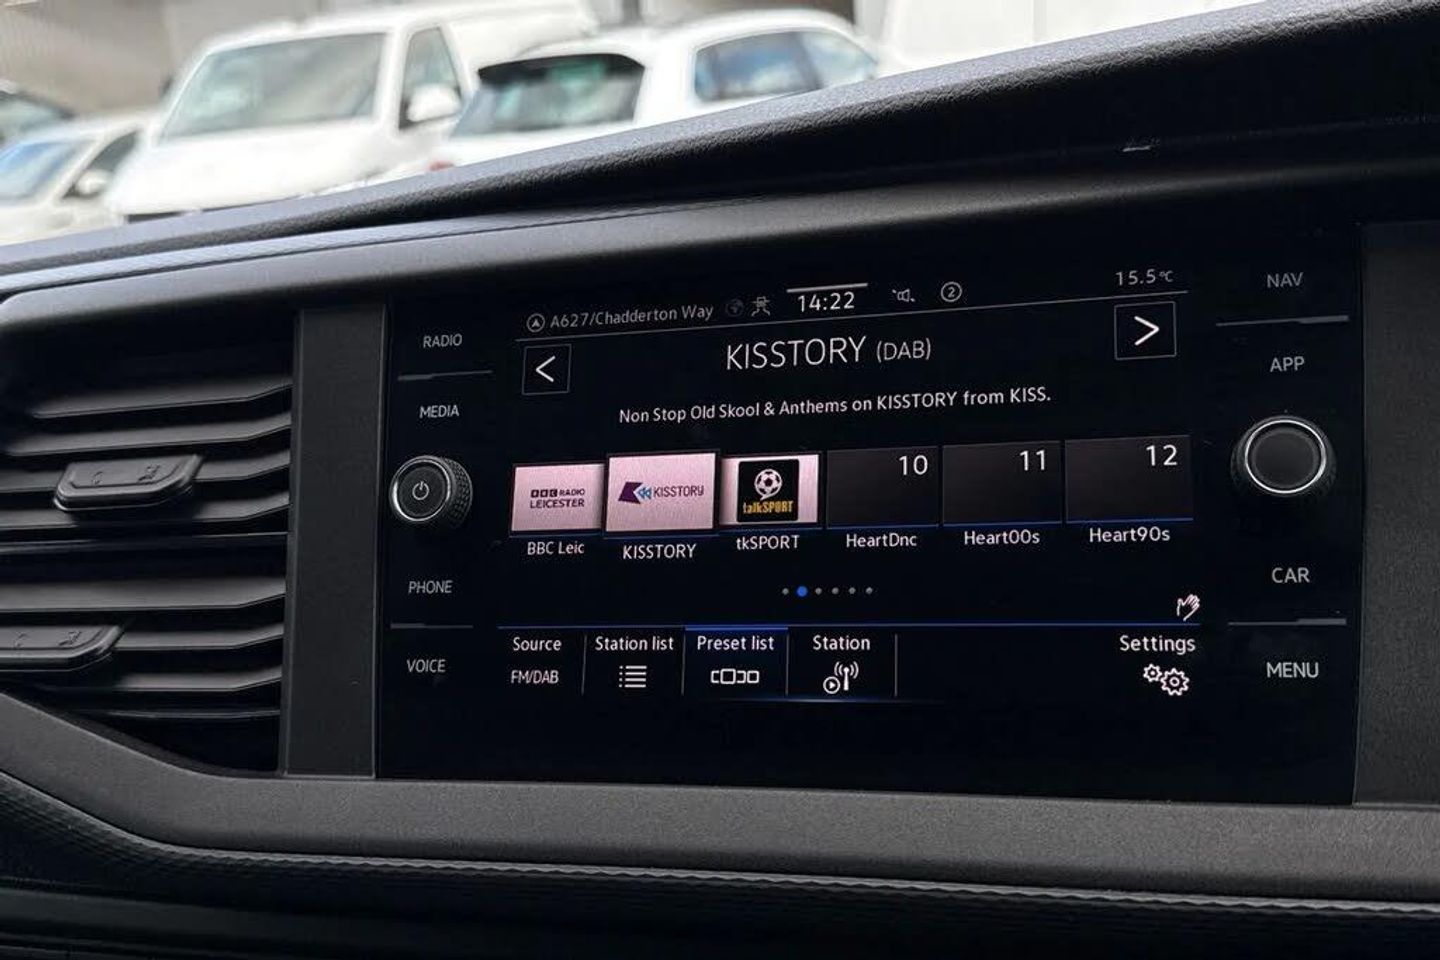 RADIO
MEDIA
PHONE
VOICE
A627/Chadderton Way
14:22
2
15.5°C
<
KISSTORY (DAB)
>
Non Stop Old Skool & Anthems on KISSTORY from KISS.
BBC RADIO
LEICESTER
KISSTORY
talkSPORT
10
11
12
BBC Leic
KISSTORY
tkSPORT
HeartDnc
Heart00s
Heart90s
Source
FM/DAB
Station list
Preset list
Station
Settings
NAV
APP
CAR
MENU